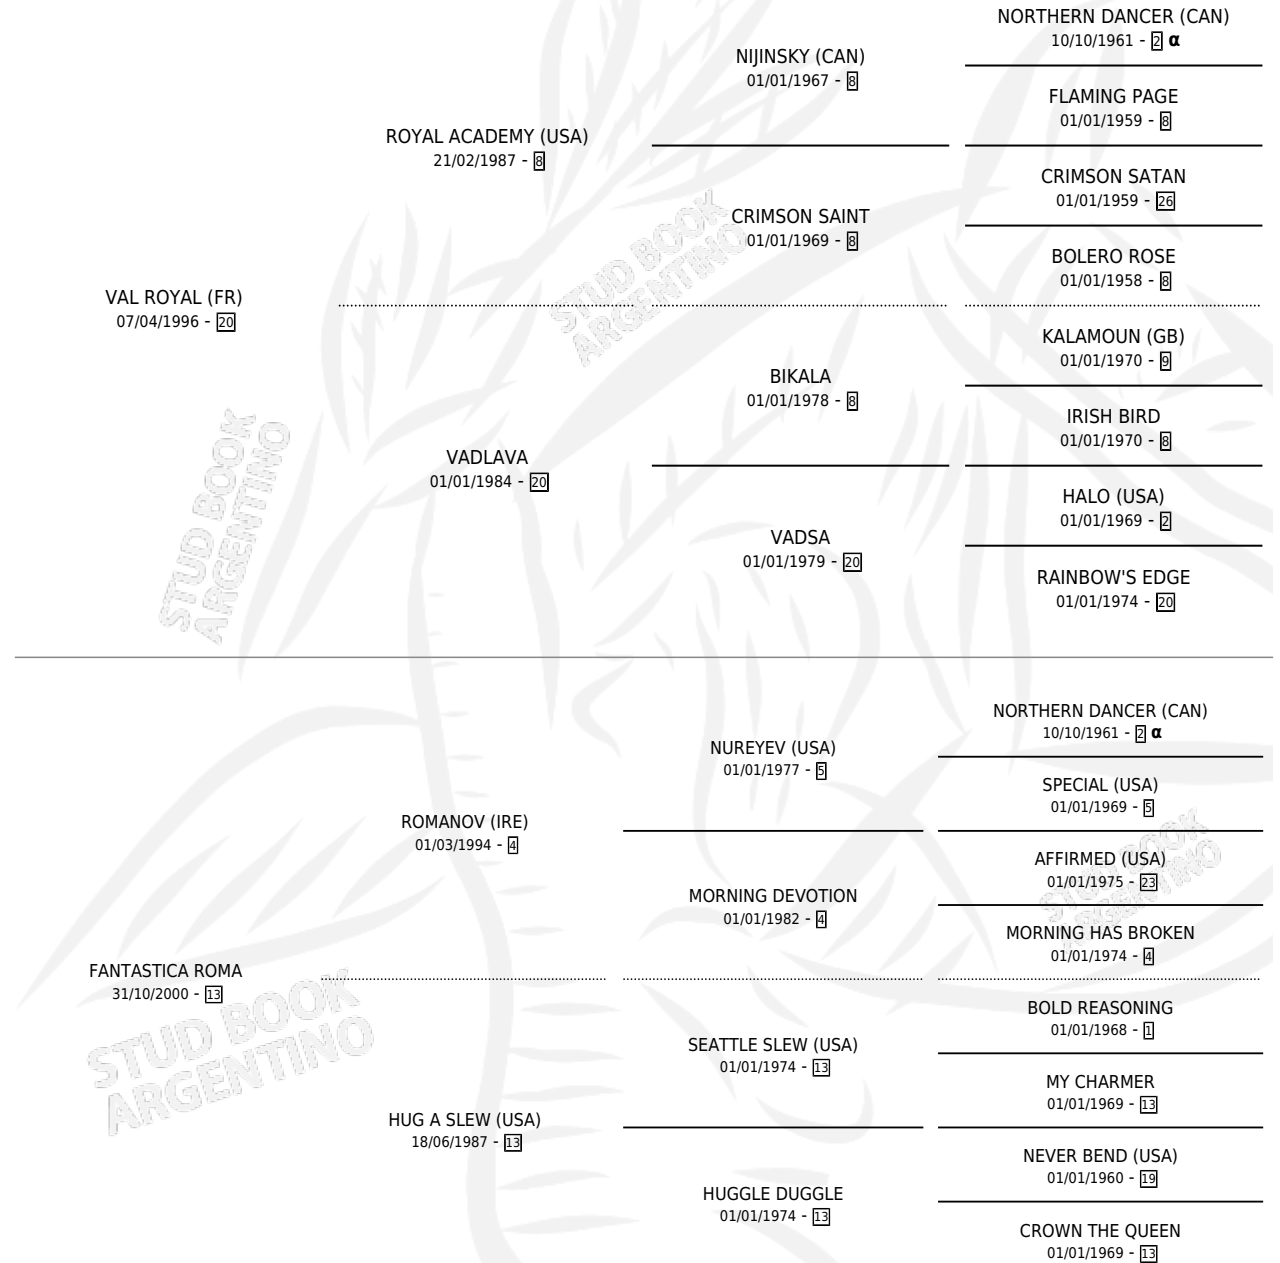 NORTHERN DANCER (CAN)
10/10/1961 - 2 α
NIJINSKY (CAN)
01/01/1967 - 8
FLAMING PAGE
01/01/1959 - 8
ROYAL ACADEMY (USA)
21/02/1987 - 8
CRIMSON SATAN
01/01/1959 - 26
CRIMSON SAINT
01/01/1969 - 8
BOLERO ROSE
01/01/1958 - 8
VAL ROYAL (FR)
07/04/1996 - 20
KALAMOUN (GB)
01/01/1970 - 9
BIKALA
01/01/1978 - 8
IRISH BIRD
01/01/1970 - 8
VADLAVA
01/01/1984 - 20
HALO (USA)
01/01/1969 - 2
VADSA
01/01/1979 - 20
RAINBOW'S EDGE
01/01/1974 - 20
NORTHERN DANCER (CAN)
10/10/1961 - 2 α
NUREYEV (USA)
01/01/1977 - 5
SPECIAL (USA)
01/01/1969 - 5
ROMANOV (IRE)
01/03/1994 - 4
AFFIRMED (USA)
01/01/1975 - 23
MORNING DEVOTION
01/01/1982 - 4
MORNING HAS BROKEN
01/01/1974 - 4
FANTASTICA ROMA
31/10/2000 - 13
BOLD REASONING
01/01/1968 - 1
SEATTLE SLEW (USA)
01/01/1974 - 13
MY CHARMER
01/01/1969 - 13
HUG A SLEW (USA)
18/06/1987 - 13
NEVER BEND (USA)
01/01/1960 - 19
HUGGLE DUGGLE
01/01/1974 - 13
CROWN THE QUEEN
01/01/1969 - 13
STUD BOOK
ARGENTINO
STUD BOOK
ARGENTINO
STUD BOOK
ARGENTINO
STUD BOOK
ARGENTINO